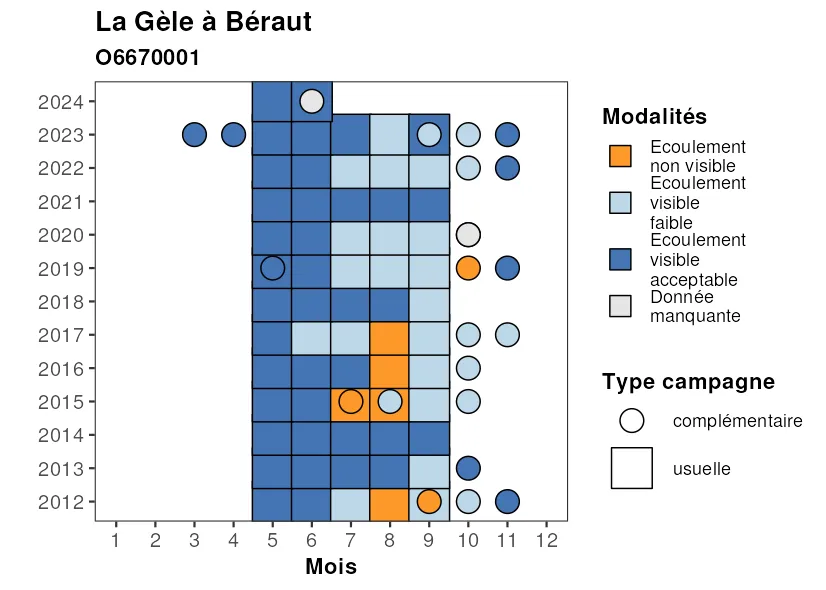 La Gèle à Béraut
O6670001
2024
2023
2022
2021
2020
2019
2018
2017
2016
2015
2014
2013
2012
1 2 3 4 5 6 7 8 9 10 11 12
Mois
Modalités
Ecoulement
non visible
Ecoulement
visible
faible
Ecoulement
visible
acceptable
Donnée
manquante
Type campagne
complémentaire
usuelle